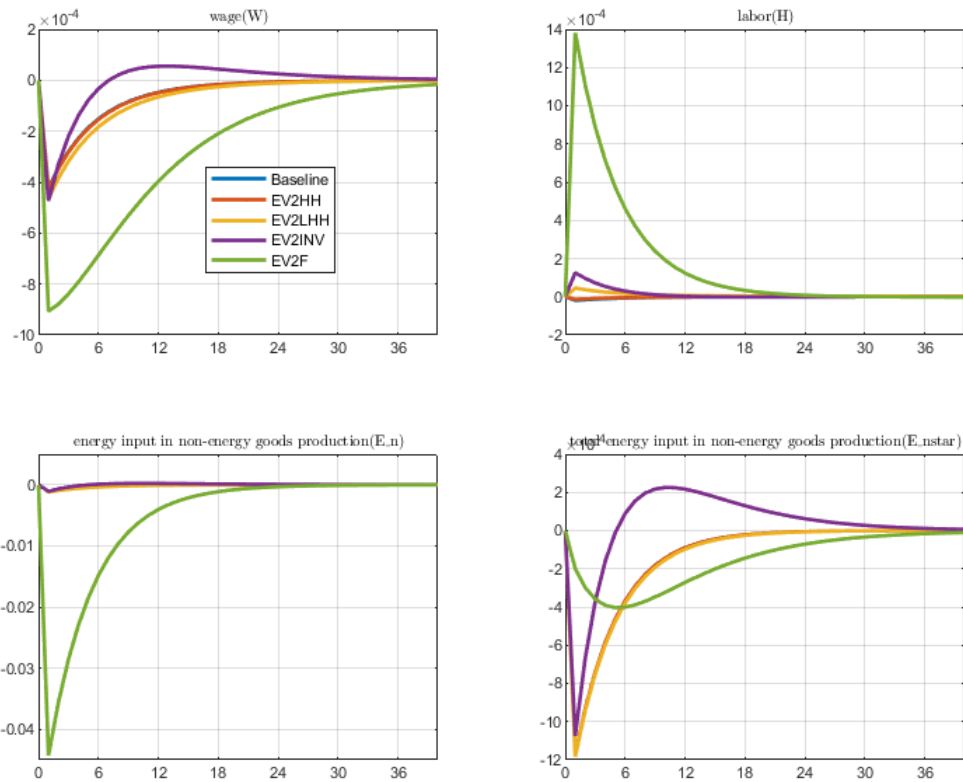 wage(W)
×10⁻⁴
2
0
-2
-4
-6
-8
-10
0 6 12 18 24 30 36
Baseline
EV2HH
EV2LHH
EV2INV
EV2F
labor(H)
×10⁻⁴
14
12
10
8
6
4
2
0
-2
0 6 12 18 24 30 36
energy input in non-energy goods production(E_n)
0
-0.01
-0.02
-0.03
-0.04
0 6 12 18 24 30 36
energy input in non-energy goods production(E_nstar)
4
2
0
-2
-4
-6
-8
-10
-12
0 6 12 18 24 30 36